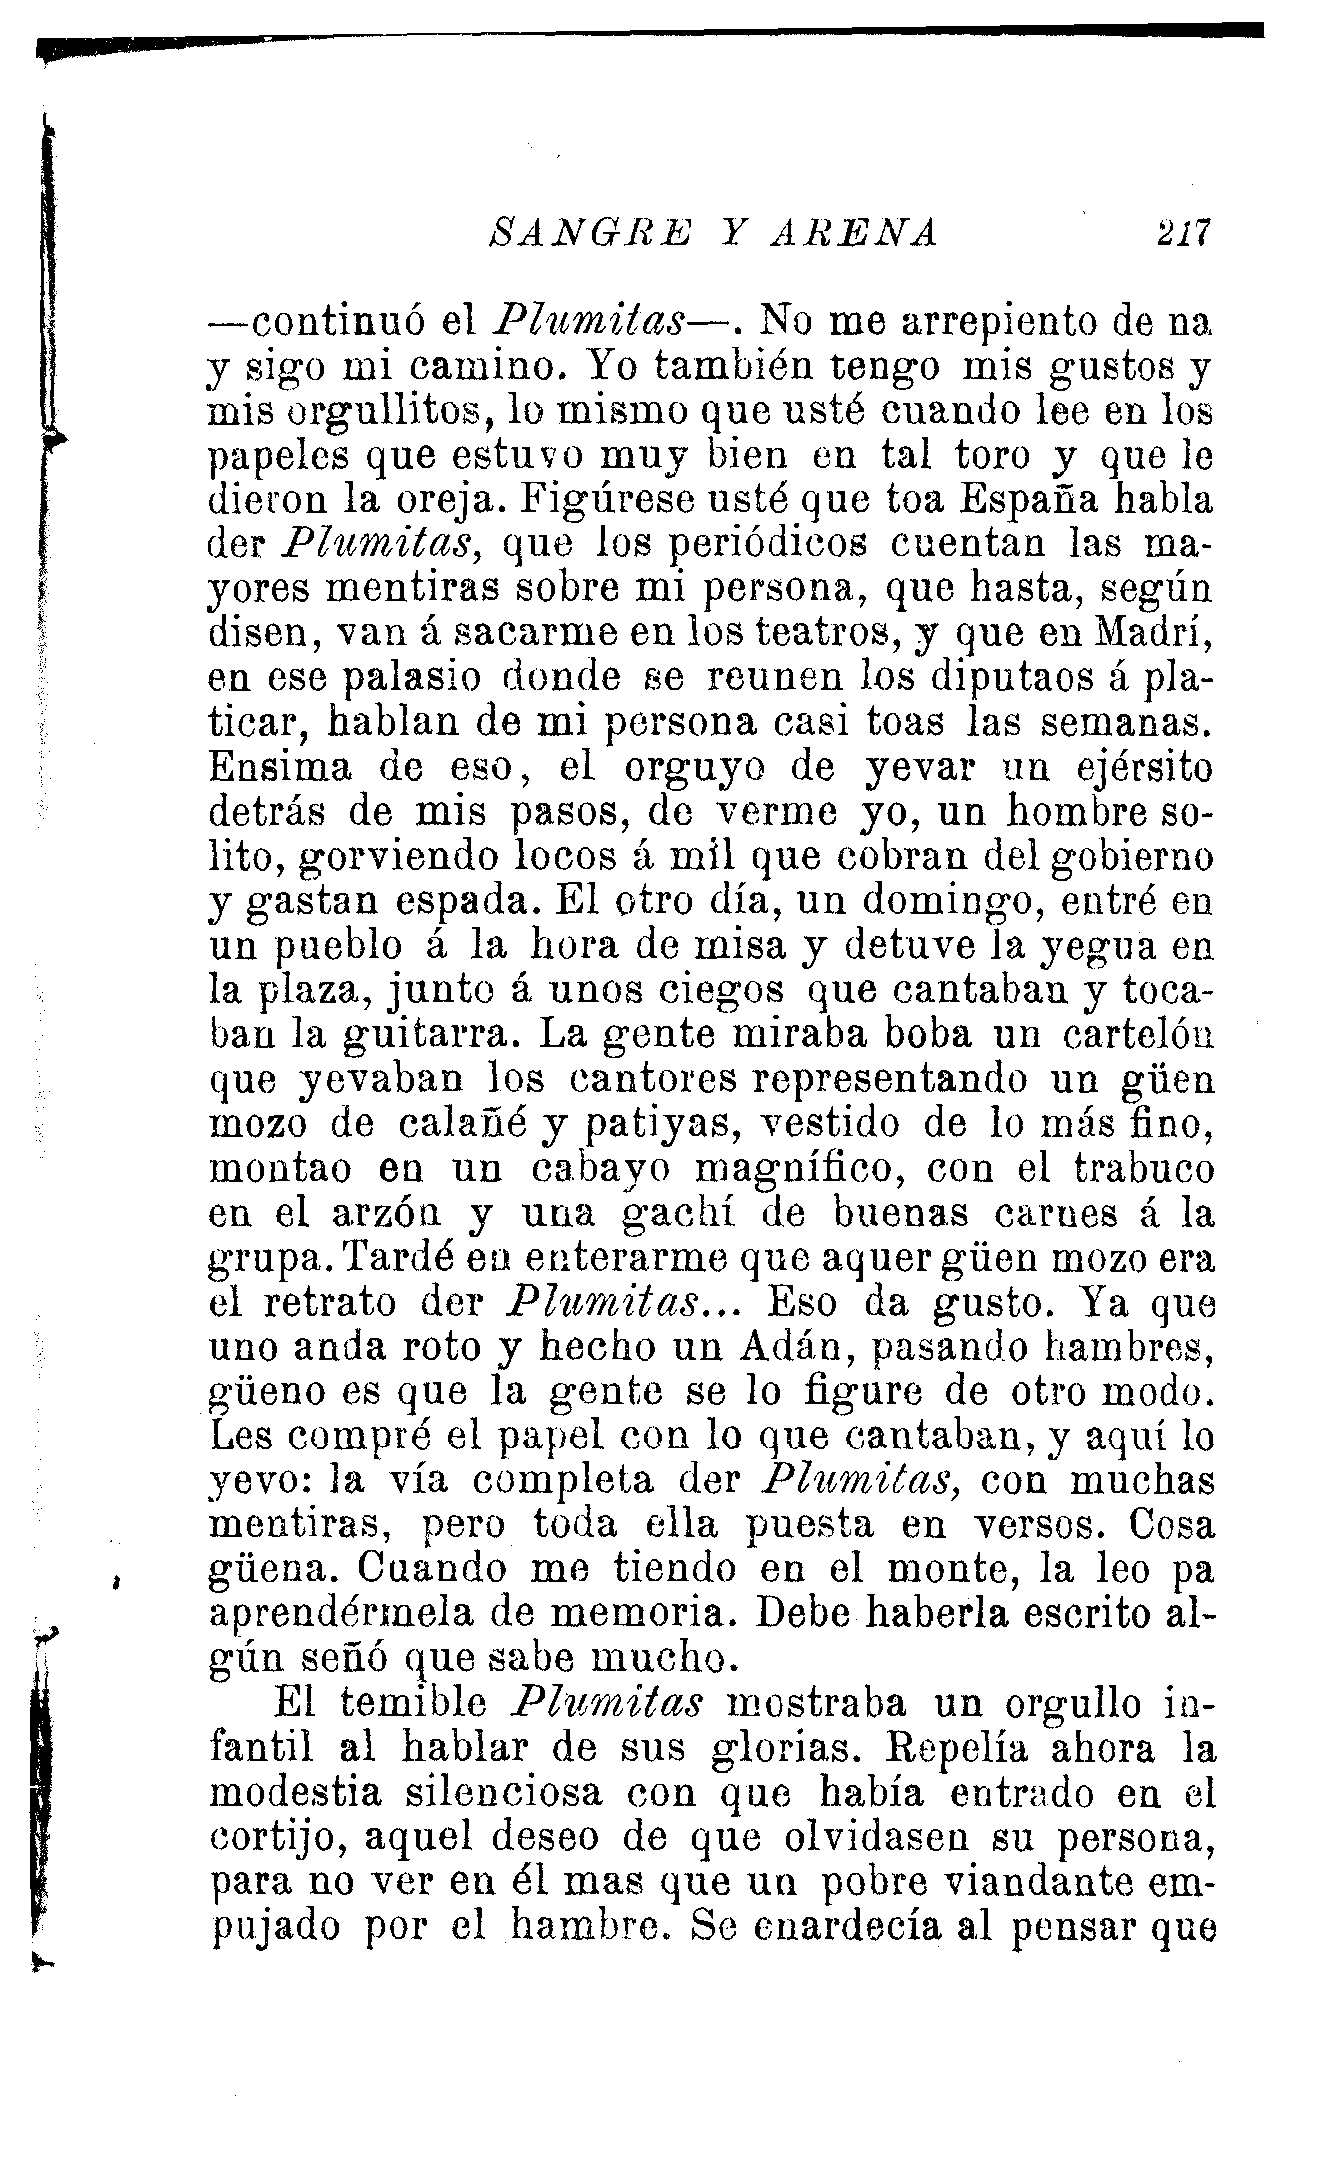 SANGRE Y ARENA 217
—continuó el Plumitas—. No me arrepiento de na
y sigo mi camino. Yo también tengo mis gustos y
mis orgullitos, lo mismo que usté cuando lee en los
papeles que estuvo muy bien en tal toro y que le
dieron la oreja. Figúrese usté que toa España habla
der Plumitas, que los periódicos cuentan las ma-
yores mentiras sobre mi persona, que hasta, según
disen, van á sacarme en los teatros, y que en Madrí,
en ese palasio donde se reunen los diputaos á pla-
ticar, hablan de mi persona casi toas las semanas.
Ensima de eso, el orguyo de yevar un ejérsito
detrás de mis pasos, de verme yo, un hombre so-
lito, gorviendo locos á mil que cobran del gobierno
y gastan espada. El otro día, un domingo, entré en
un pueblo á la hora de misa y detuve la yegua en
la plaza, junto á unos ciegos que cantaban y toca-
ban la guitarra. La gente miraba boba un cartelón
que yevaban los cantores representando un güen
mozo de calañé y patiyas, vestido de lo más fino,
montao en un cabayo magnífico, con el trabuco
en el arzón y una gachí de buenas carnes á la
grupa. Tardé en enterarme que aquer güen mozo era
el retrato der Plumitas... Eso da gusto. Ya que
uno anda roto y hecho un Adán, pasando hambres,
güeno es que la gente se lo figure de otro modo.
Les compré el papel con lo que cantaban, y aquí lo
yevo: la vía completa der Plumitas, con muchas
mentiras, pero toda ella puesta en versos. Cosa
güena. Cuando me tiendo en el monte, la leo pa
aprendérmela de memoria. Debe haberla escrito al-
gún señó que sabe mucho.
El temible Plumitas mostraba un orgullo in-
fantil al hablar de sus glorias. Repelía ahora la
modestia silenciosa con que había entrado en el
cortijo, aquel deseo de que olvidasen su persona,
para no ver en él mas que un pobre viandante em-
pujado por el hambre. Se enardecía al pensar que